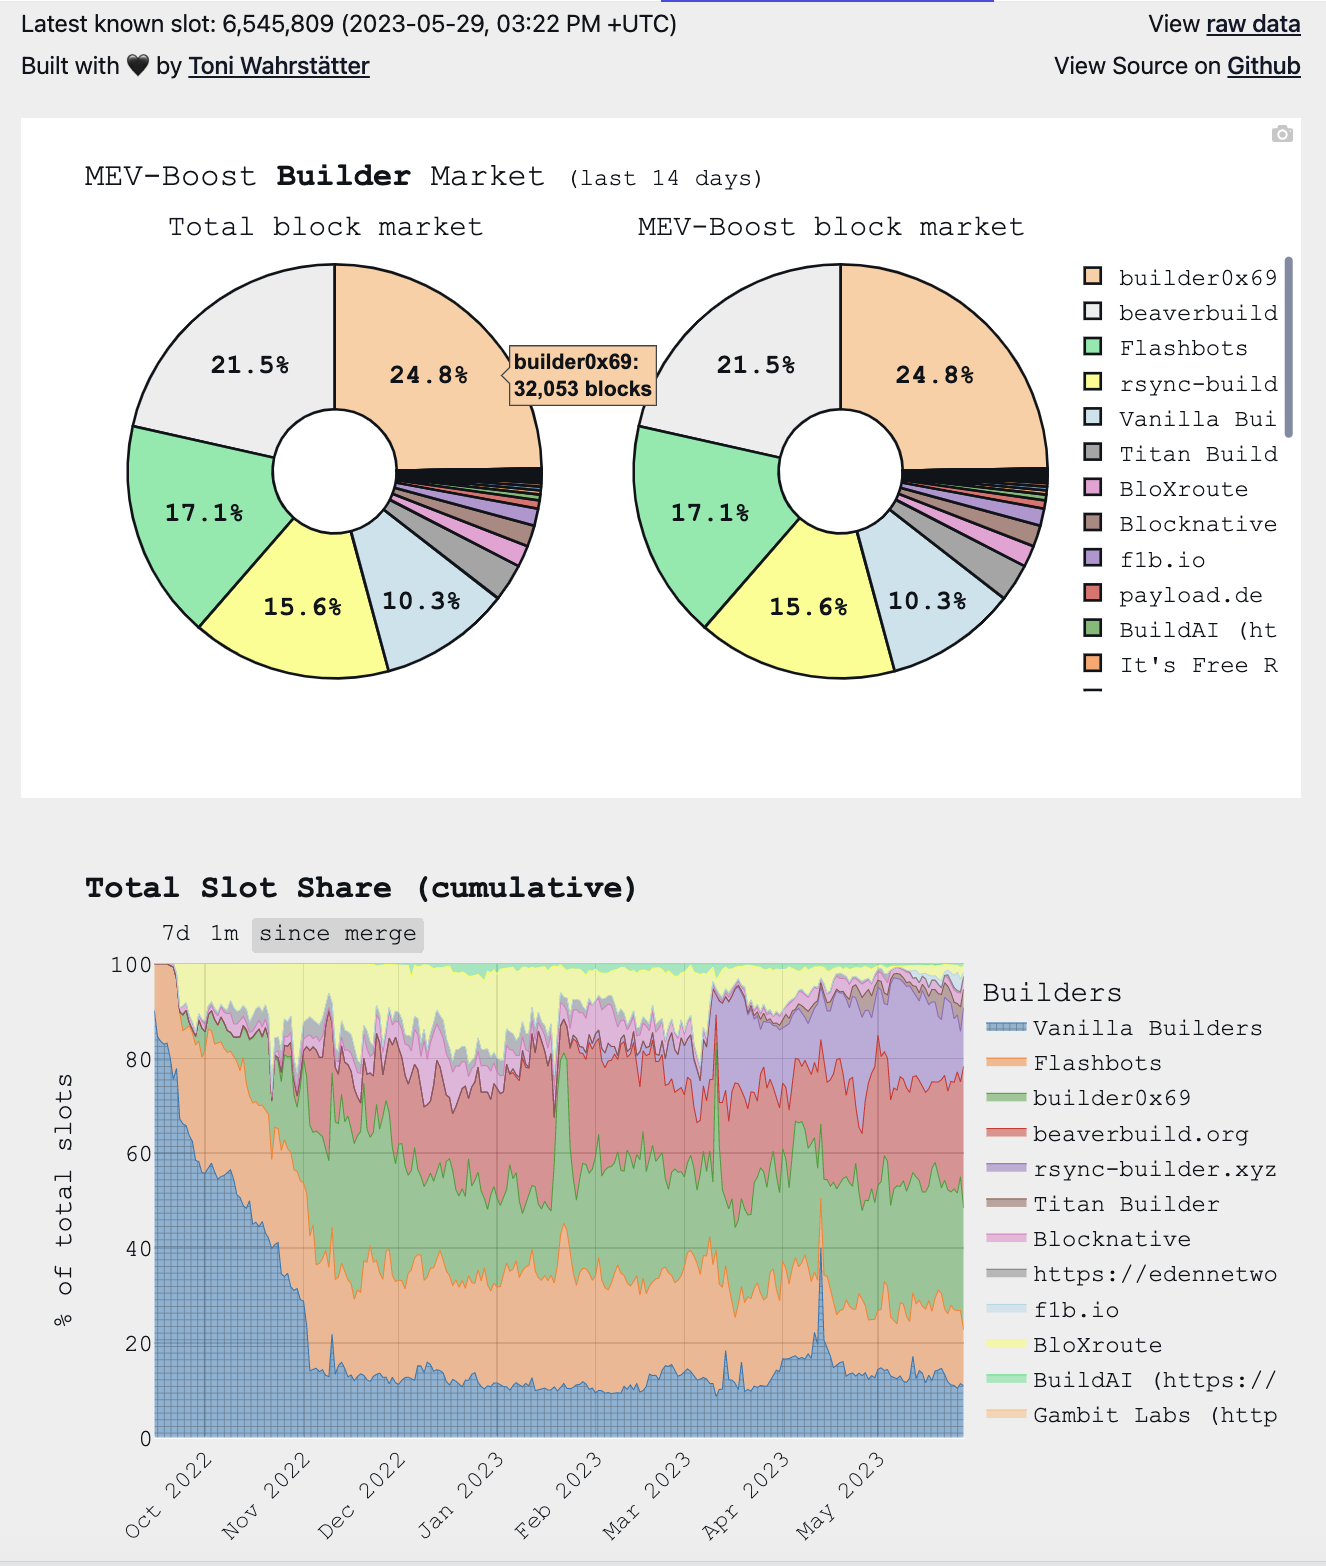 Latest known slot: 6,545,809 (2023-05-29, 03:22 PM +UTC)
View raw data
Built with 🖤 by Toni Wahrstätter
View Source on Github
MEV-Boost Builder Market (last 14 days)
Total block market
MEV-Boost block market
21.5%
24.8%
17.1%
15.6%
10.3%
builder0x69:
32,053 blocks
21.5%
24.8%
17.1%
15.6%
10.3%
builder0x69
beaverbuild
Flashbots
rsync-build
Vanilla Bui
Titan Build
BloXroute
Blocknative
f1b.io
payload.de
BuildAI (ht
It's Free R
Total Slot Share (cumulative)
7d 1m since merge
% of total slots
100
80
60
40
20
0
Oct 2022
Nov 2022
Dec 2022
Jan 2023
Feb 2023
Mar 2023
Apr 2023
May 2023
Builders
Vanilla Builders
Flashbots
builder0x69
beaverbuild.org
rsync-builder.xyz
Titan Builder
Blocknative
https://edennetwo
f1b.io
BloXroute
BuildAI (https://
Gambit Labs (http